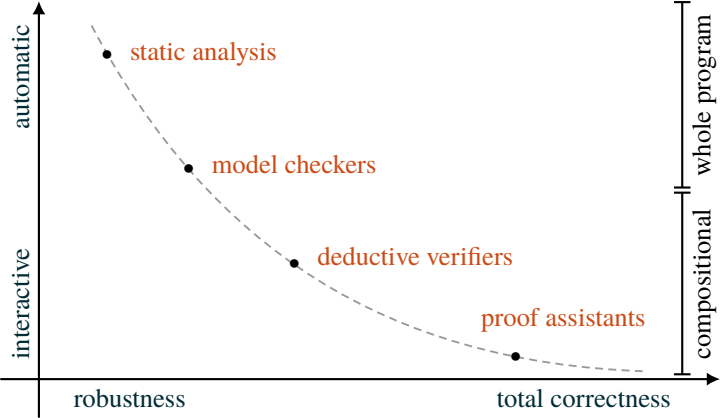 automatic
static analysis
whole program
model checkers
interactive
deductive verifiers
compositional
proof assistants
robustness
total correctness